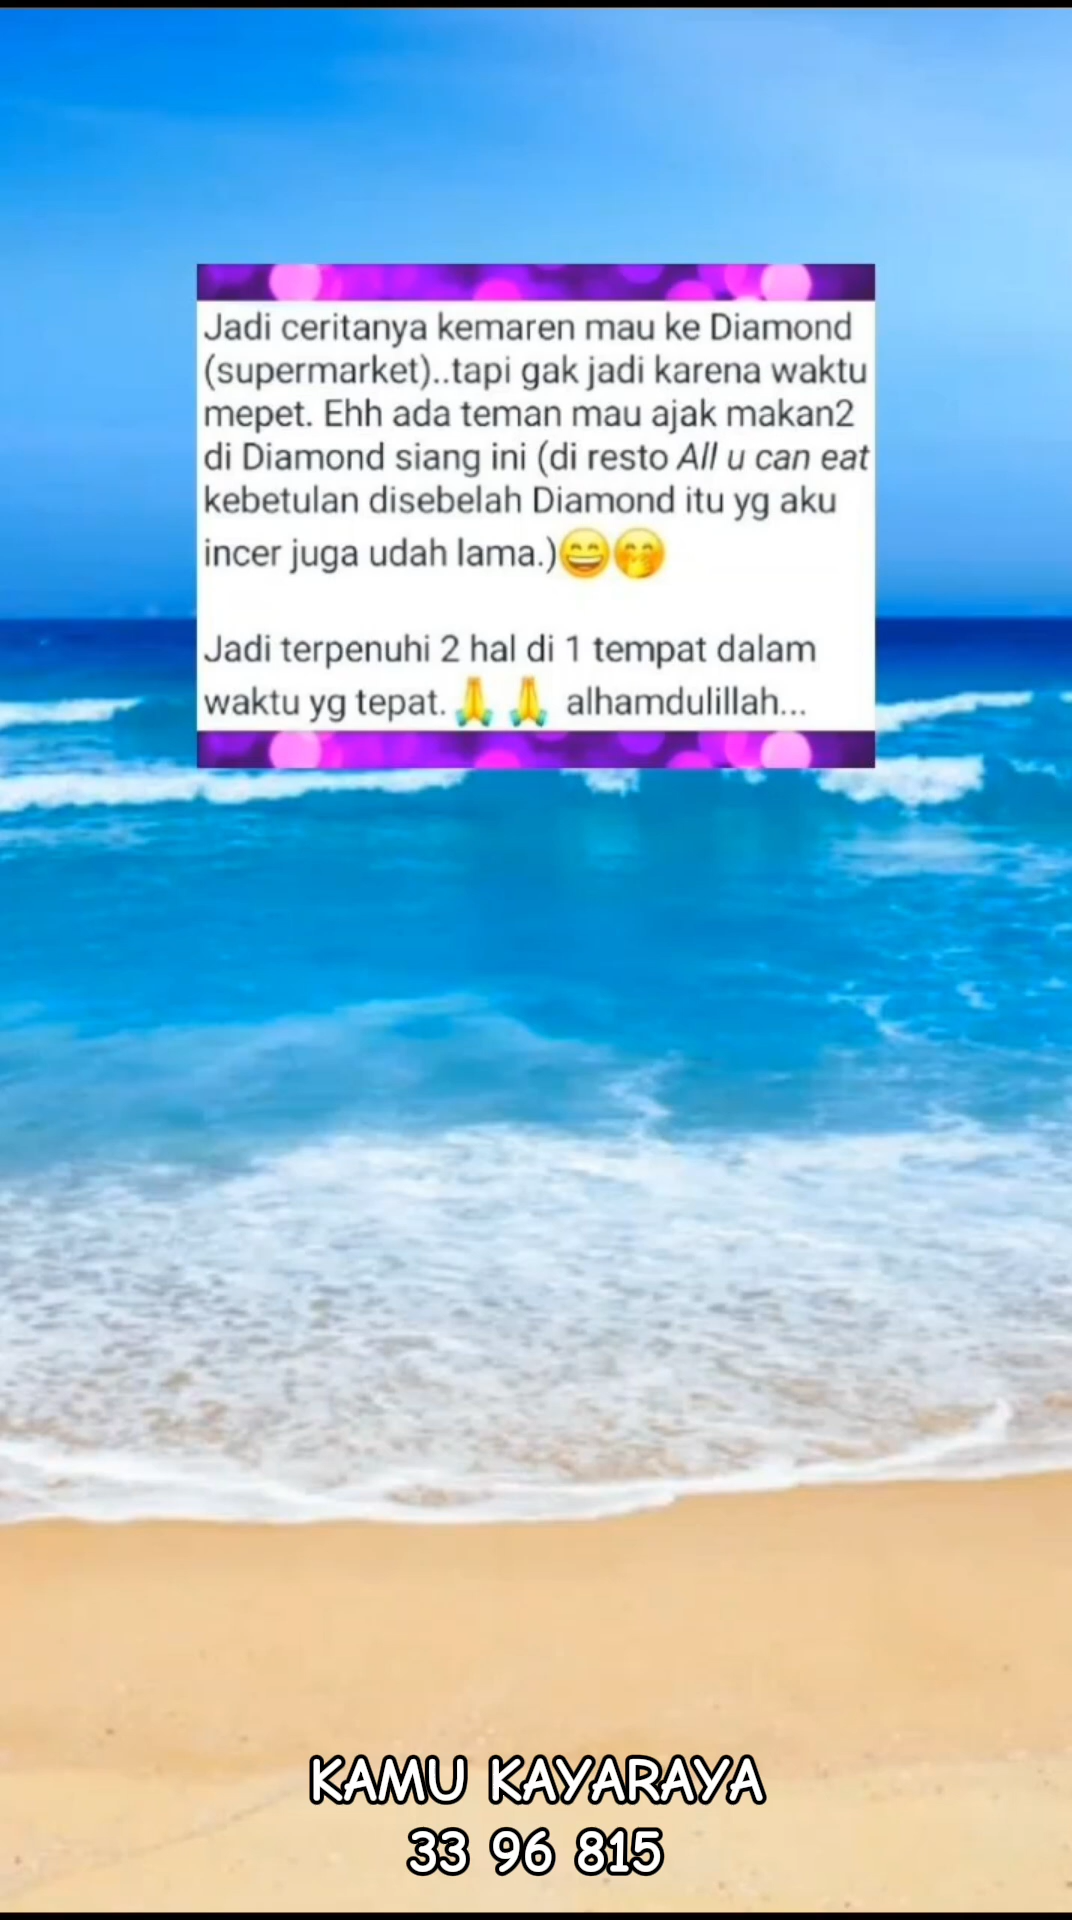 Jadi ceritanya kemaren mau ke Diamond
(supermarket)..tapi gak jadi karena waktu
mepet. Ehh ada teman mau ajak makan2
di Diamond siang ini (di resto All u can eat
kebetulan disebelah Diamond itu yg aku
incer juga udah lama.)😄🤭
Jadi terpenuhi 2 hal di 1 tempat dalam
waktu yg tepat.🙏🙏 alhamdulillah...
KAMU KAYARAYA
33 96 815